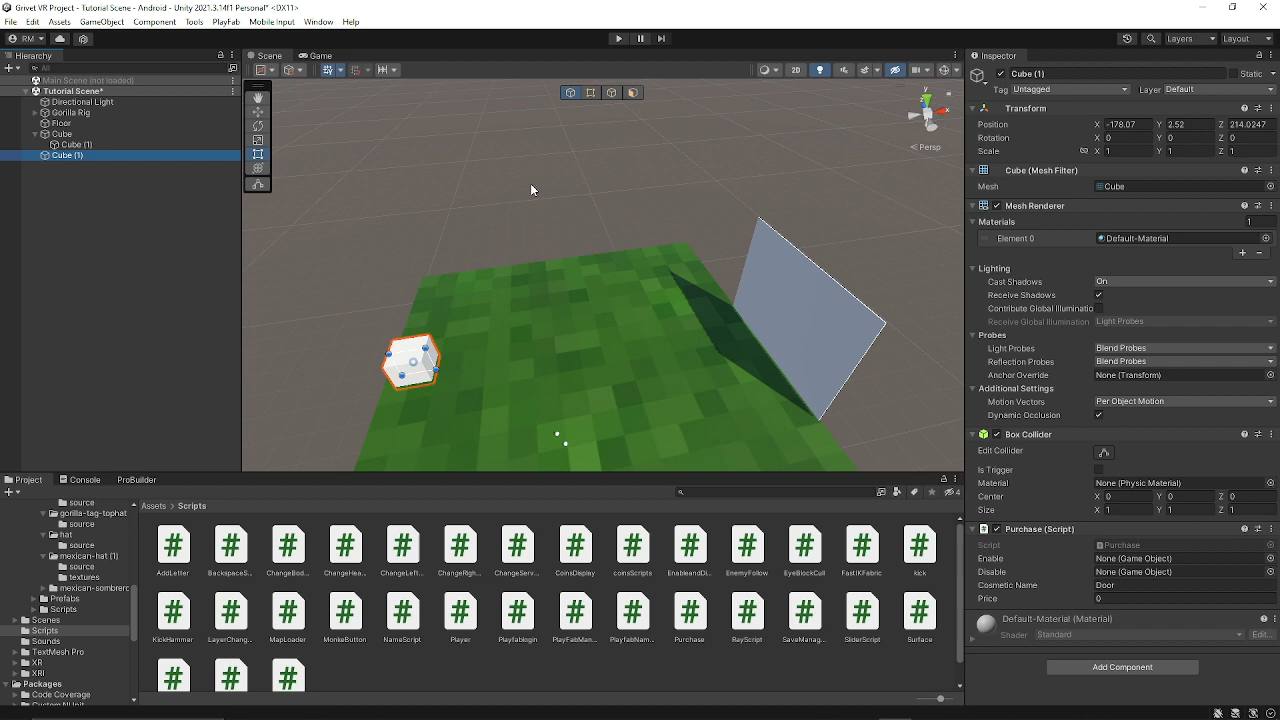 Grivet VR Project - Tutorial Scene - Android - Unity 2021.3.14f1 Personal* <DX11>
File Edit Assets GameObject Component Tools PlayFab Mobile Input Window Help
RM Layers Layout
Hierarchy
All
Main Scene (not loaded)
Tutorial Scene*
Directional Light
Gorilla Rig
Floor
Cube
Cube (1)
Cube (1)
Scene Game
2D
y
x
Persp
Inspector
Cube (1) Static
Tag Untagged Layer Default
Transform
Position X -178.07 Y 2.52 Z 214.0247
Rotation X 0 Y 0 Z 0
Scale X 1 Y 1 Z 1
Cube (Mesh Filter)
Mesh Cube
Mesh Renderer
Materials 1
Element 0 Default-Material
Lighting
Cast Shadows On
Receive Shadows
Contribute Global Illuminatic
Receive Global Illumination Light Probes
Probes
Light Probes Blend Probes
Reflection Probes Blend Probes
Anchor Override None (Transform)
Additional Settings
Motion Vectors Per Object Motion
Dynamic Occlusion
Box Collider
Edit Collider
Is Trigger
Material None (Physic Material)
Center X 0 Y 0 Z 0
Size X 1 Y 1 Z 1
Purchase (Script)
Script Purchase
Enable None (Game Object)
Disable None (Game Object)
Cosmetic Name Door
Price 0
Default-Material (Material)
Shader Standard Edit...
Add Component
Project Console ProBuilder
4
source
gorilla-tag-tophat
source
hat
source
mexican-hat (1)
source
textures
mexican-sombrerc
Prefabs
Scripts
Scenes
Scripts
Sounds
TextMesh Pro
XR
XRI
Packages
Code Coverage
Assets > Scripts
AddLetter BackspaceS... ChangeBod... ChangeHea... ChangeLeft... ChangeRigh... ChangeServ... CoinsDisplay coinsScripts EnableandDi... EnemyFollow EyeBlockCull FastIKFabric kick
KickHammer LayerChang... MapLoader MonkeButton NameScript Player Playfablogin PlayFabMan... PlayfabNam... Purchase RayScript SaveManag... SliderScript Surface